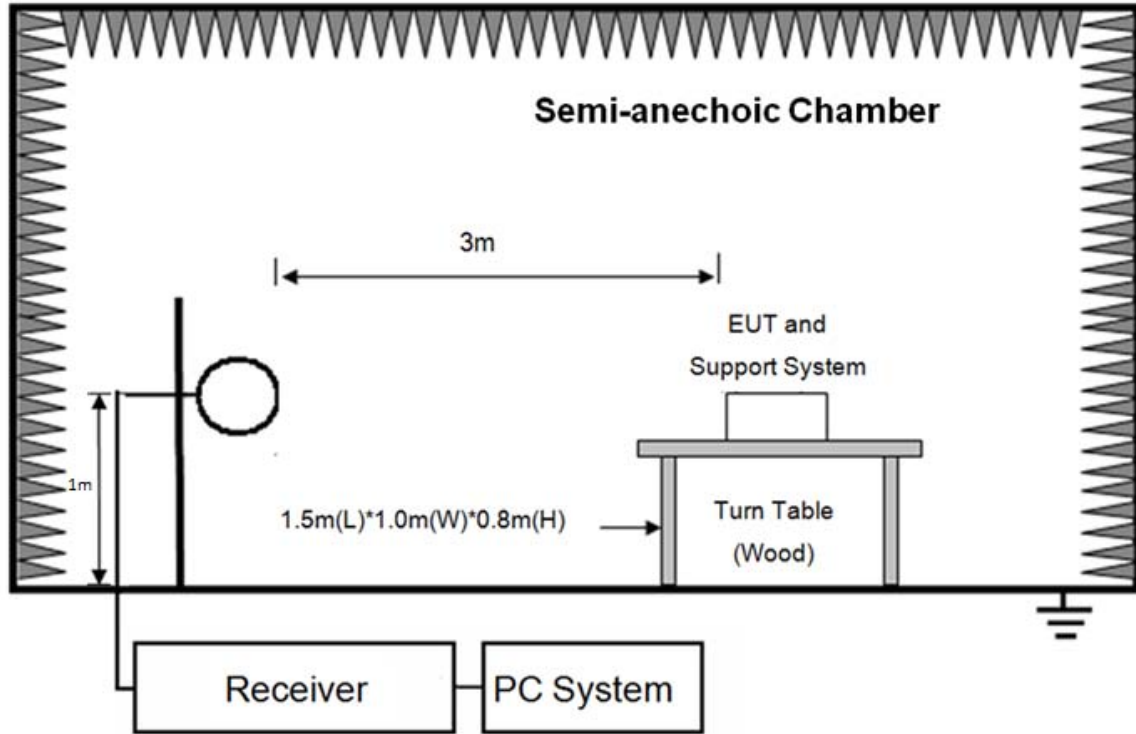 Semi-anechoic Chamber
3m
EUT and
Support System
1m
1.5m(L)*1.0m(W)*0.8m(H)
Turn Table
(Wood)
Receiver
PC System